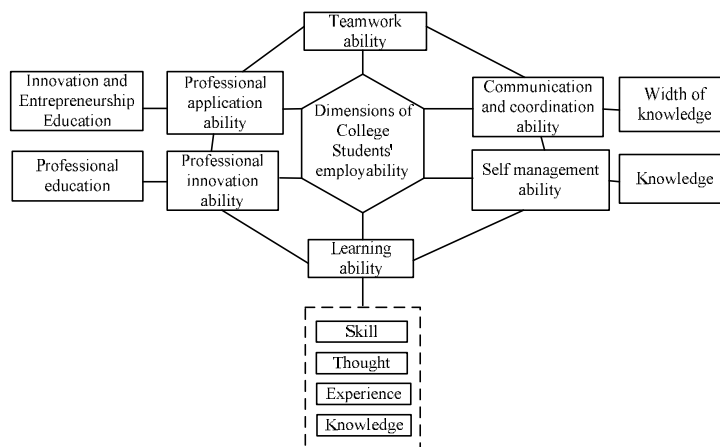 Teamwork
ability
Innovation and
Entrepreneurship
Education
Professional
application
ability
Dimensions of
College
Students'
employability
Communication
and coordination
ability
Width of
knowledge
Professional
education
Professional
innovation
ability
Self management
ability
Knowledge
Learning
ability
Skill
Thought
Experience
Knowledge